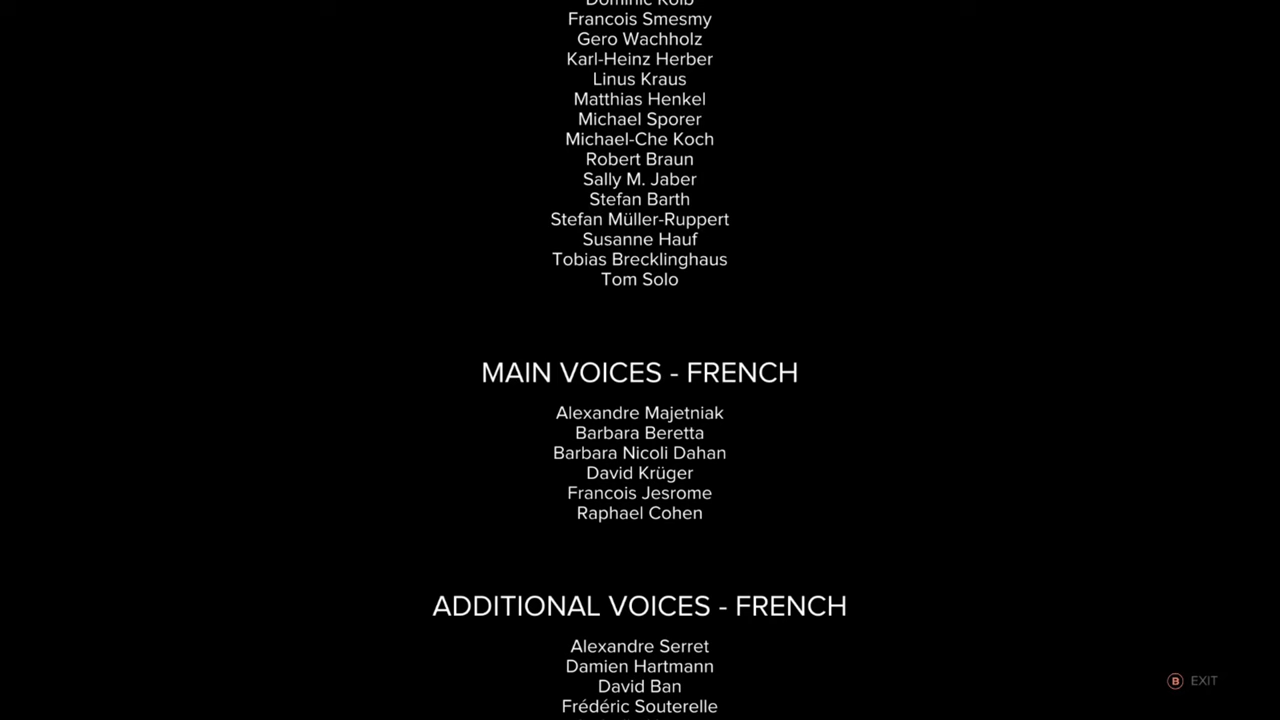 Dominic Kolb
Francois Smesmy
Gero Wachholz
Karl-Heinz Herber
Linus Kraus
Matthias Henkel
Michael Sporer
Michael-Che Koch
Robert Braun
Sally M. Jaber
Stefan Barth
Stefan Müller-Ruppert
Susanne Hauf
Tobias Brecklinghaus
Tom Solo
MAIN VOICES - FRENCH
Alexandre Majetniak
Barbara Beretta
Barbara Nicoli Dahan
David Krüger
Francois Jesrome
Raphael Cohen
ADDITIONAL VOICES - FRENCH
Alexandre Serret
Damien Hartmann
David Ban
Frédéric Souterelle
B EXIT